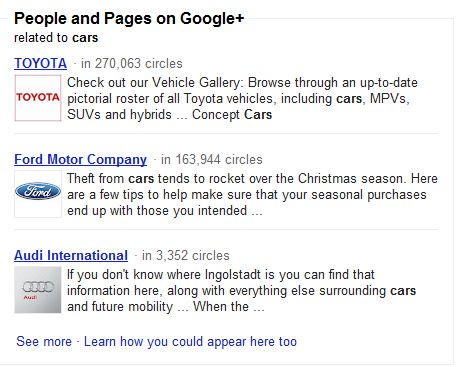 People and Pages on Google+
related to cars
TOYOTA · in 270,063 circles
TOYOTA
Check out our Vehicle Gallery: Browse through an up-to-date
pictorial roster of all Toyota vehicles, including cars, MPVs,
SUVs and hybrids ... Concept Cars
Ford Motor Company · in 163,944 circles
Ford
Theft from cars tends to rocket over the Christmas season. Here
are a few tips to help make sure that your seasonal purchases
end up with those you intended ...
Audi International · in 3,352 circles
Audi
If you don't know where Ingolstadt is you can find that
information here, along with everything else surrounding cars
and future mobility ... When the ...
See more · Learn how you could appear here too